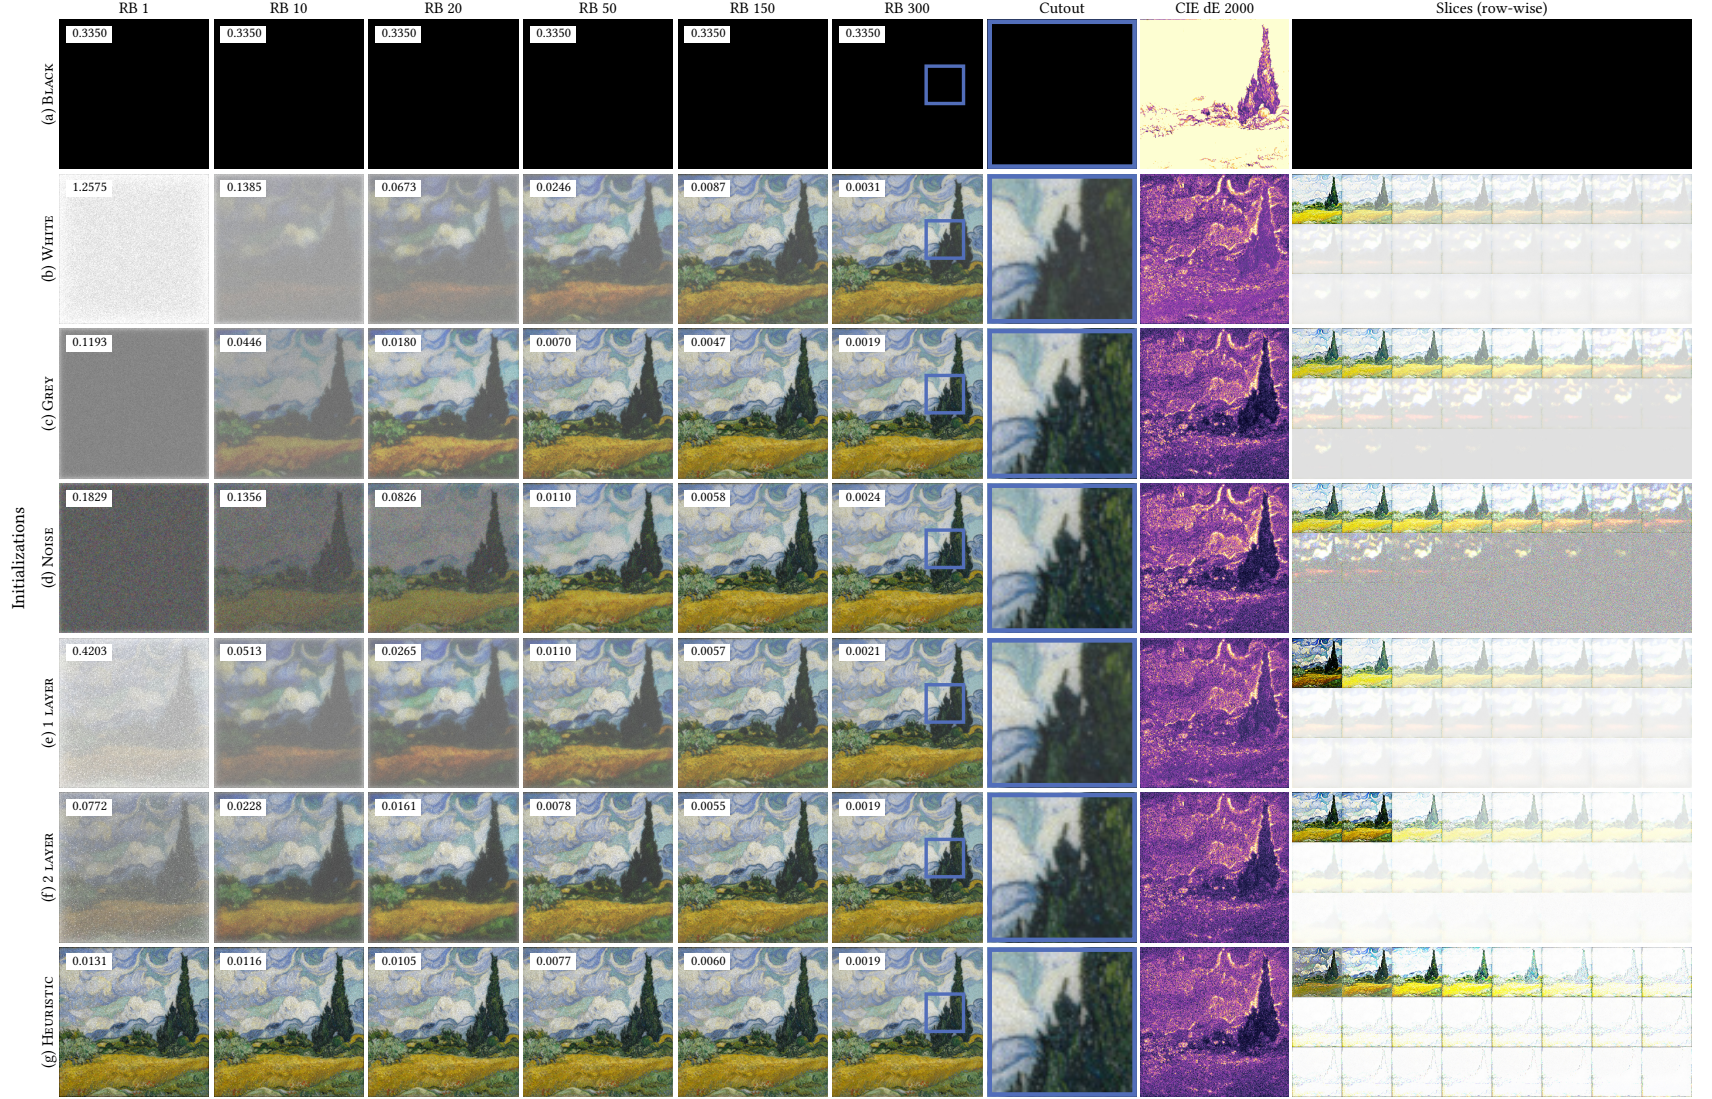 RB 1 RB 10 RB 20 RB 50 RB 150 RB 300 Cutout CIE dE 2000 Slices (row-wise)
Initializations
(a) Black
0.3350 0.3350 0.3350 0.3350 0.3350 0.3350
(b) White
1.2575 0.1385 0.0673 0.0246 0.0087 0.0031
(c) Grey
0.1193 0.0446 0.0180 0.0070 0.0047 0.0019
(d) Noise
0.1829 0.1356 0.0826 0.0110 0.0058 0.0024
(e) 1 layer
0.4203 0.0513 0.0265 0.0110 0.0057 0.0021
(f) 2 layer
0.0772 0.0228 0.0161 0.0078 0.0055 0.0019
(g) Heuristic
0.0131 0.0116 0.0105 0.0077 0.0060 0.0019